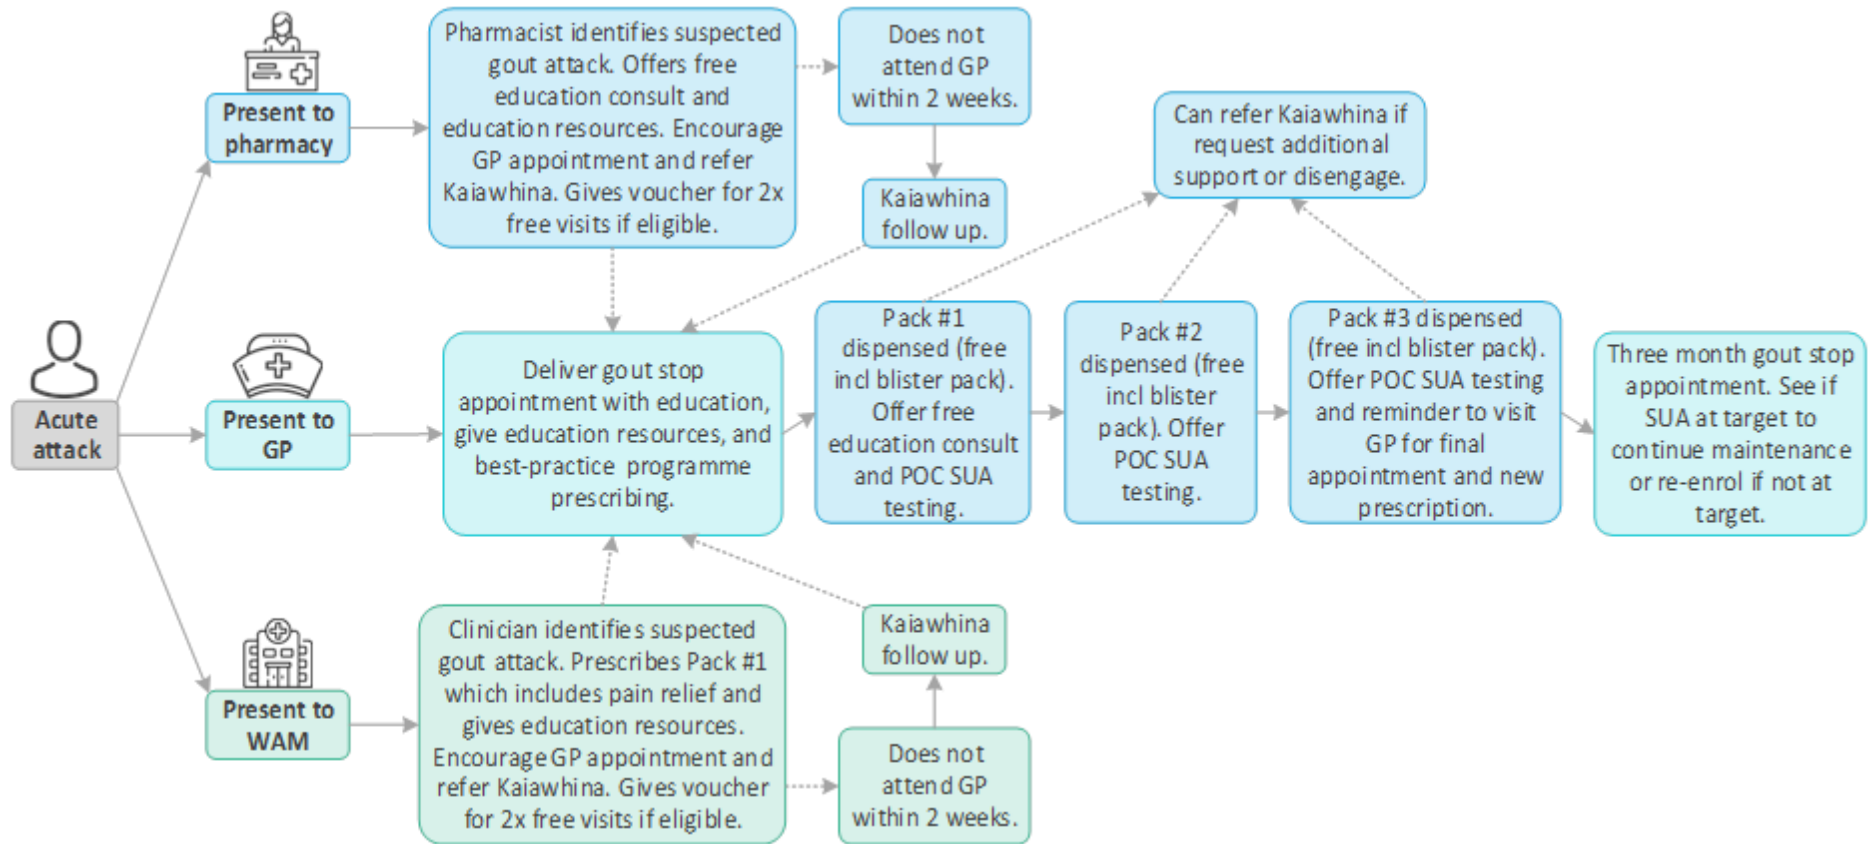 Acute
attack
Present to
pharmacy
Pharmacist identifies suspected
gout attack. Offers free
education consult and
education resources. Encourage
GP appointment and refer
Kaiawhina. Gives voucher for 2x
free visits if eligible.
Does not
attend GP
within 2 weeks.
Kaiawhina
follow up.
Can refer Kaiawhina if
request additional
support or disengage.
Present to
GP
Deliver gout stop
appointment with education,
give education resources, and
best-practice programme
prescribing.
Pack #1
dispensed (free
incl blister pack).
Offer free
education consult
and POC SUA
testing.
Pack #2
dispensed (free
incl blister
pack). Offer
POC SUA
testing.
Pack #3 dispensed
(free incl blister pack).
Offer POC SUA testing
and reminder to visit
GP for final
appointment and new
prescription.
Three month gout stop
appointment. See if
SUA at target to
continue maintenance
or re-enrol if not at
target.
Present to
WAM
Clinician identifies suspected
gout attack. Prescribes Pack #1
which includes pain relief and
gives education resources.
Encourage GP appointment and
refer Kaiawhina. Gives voucher
for 2x free visits if eligible.
Kaiawhina
follow up.
Does not
attend GP
within 2 weeks.